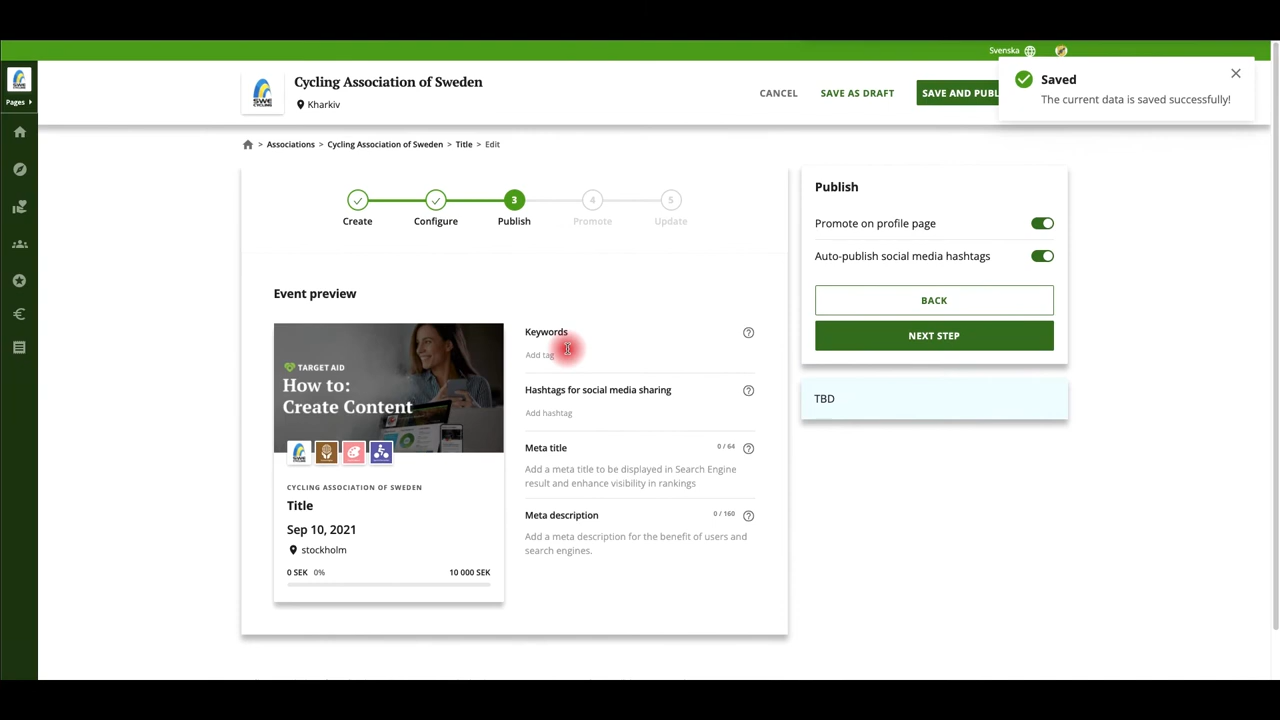 Svenska
Pages
Cycling Association of Sweden
Kharkiv
CANCEL
SAVE AS DRAFT
SAVE AND PUBL
Saved
The current data is saved successfully!
> Associations > Cycling Association of Sweden > Title > Edit
3
4
5
Create
Configure
Publish
Promote
Update
Publish
Promote on profile page
Auto-publish social media hashtags
BACK
NEXT STEP
TBD
Event preview
TARGET AID
How to:
Create Content
CYCLING ASSOCIATION OF SWEDEN
Title
Sep 10, 2021
stockholm
0 SEK 0% 10 000 SEK
Keywords
Add tag
Hashtags for social media sharing
Add hashtag
Meta title 0 / 64
Add a meta title to be displayed in Search Engine
result and enhance visibility in rankings
Meta description 0 / 160
Add a meta description for the benefit of users and
search engines.